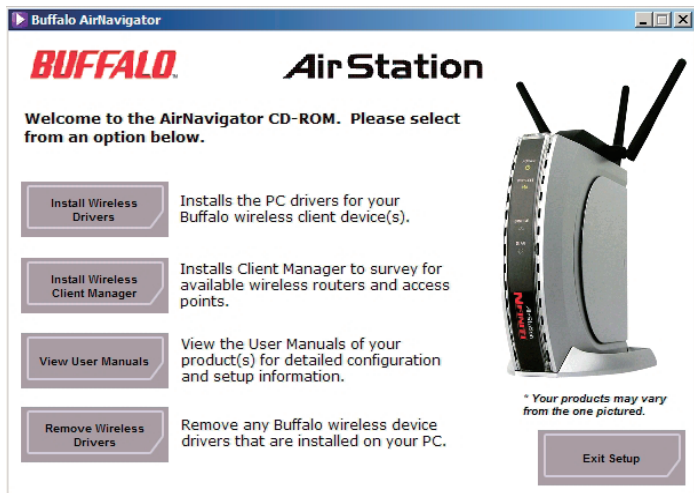 Buffalo AirNavigator
BUFFALO
AirStation
Welcome to the AirNavigator CD-ROM. Please select
from an option below.
Install Wireless
Drivers
Installs the PC drivers for your
Buffalo wireless client device(s).
Install Wireless
Client Manager
Installs Client Manager to survey for
available wireless routers and access
points.
View User Manuals
View the User Manuals of your
product(s) for detailed configuration
and setup information.
Remove Wireless
Drivers
Remove any Buffalo wireless device
drivers that are installed on your PC.
AirStation
NFINITI
* Your products may vary
from the one pictured.
Exit Setup